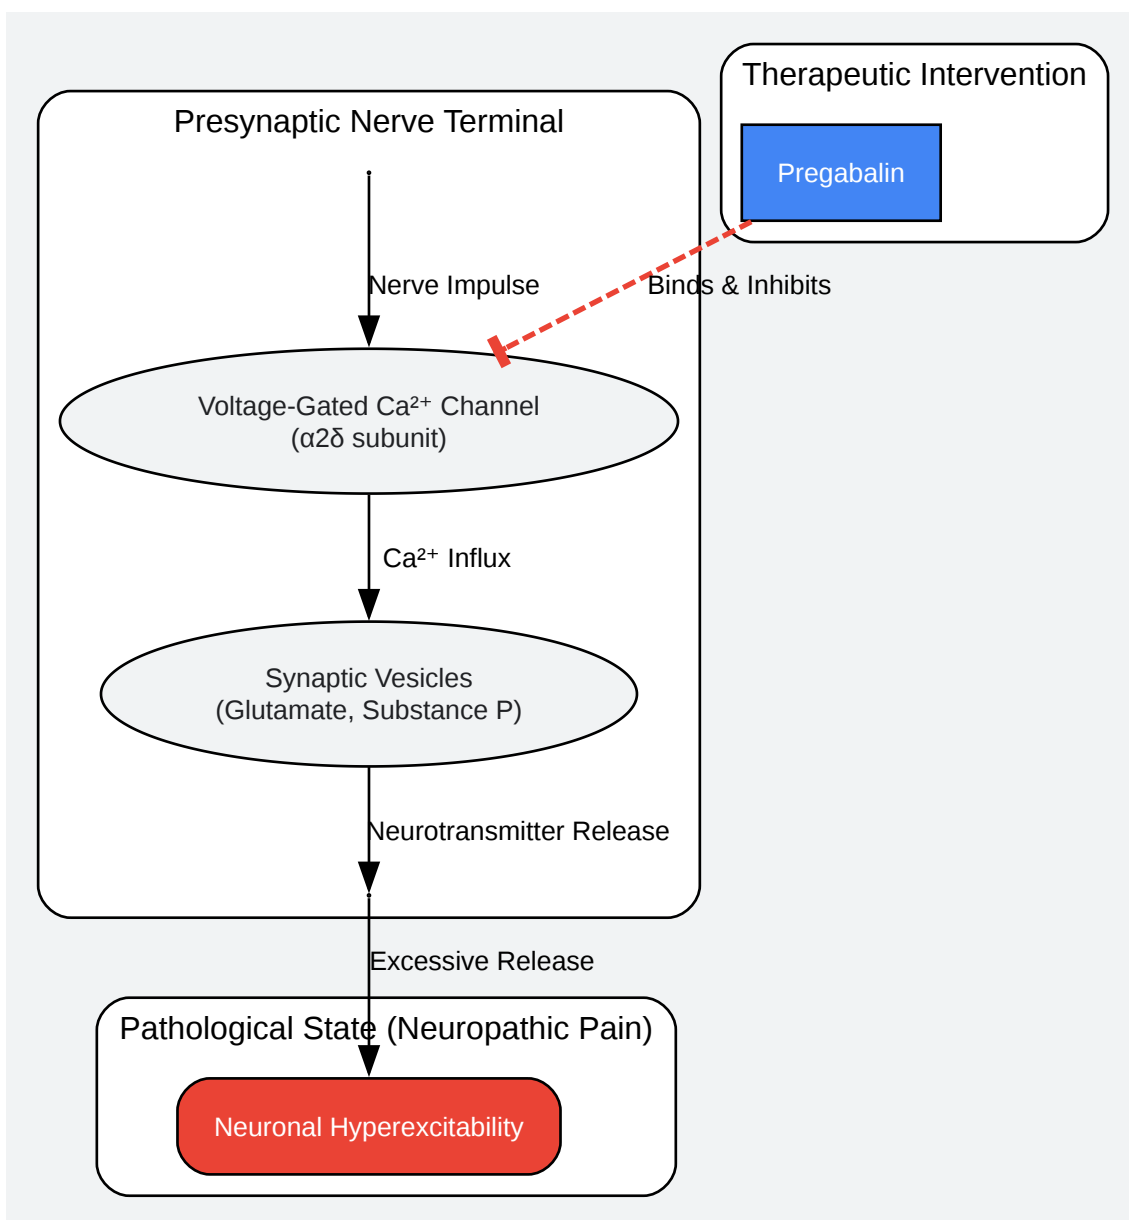 Therapeutic Intervention
Pregabalin
Presynaptic Nerve Terminal
Nerve Impulse
Binds & Inhibits
Voltage-Gated Ca²⁺ Channel
(α2δ subunit)
Ca²⁺ Influx
Synaptic Vesicles
(Glutamate, Substance P)
Neurotransmitter Release
Excessive Release
Pathological State (Neuropathic Pain)
Neuronal Hyperexcitability